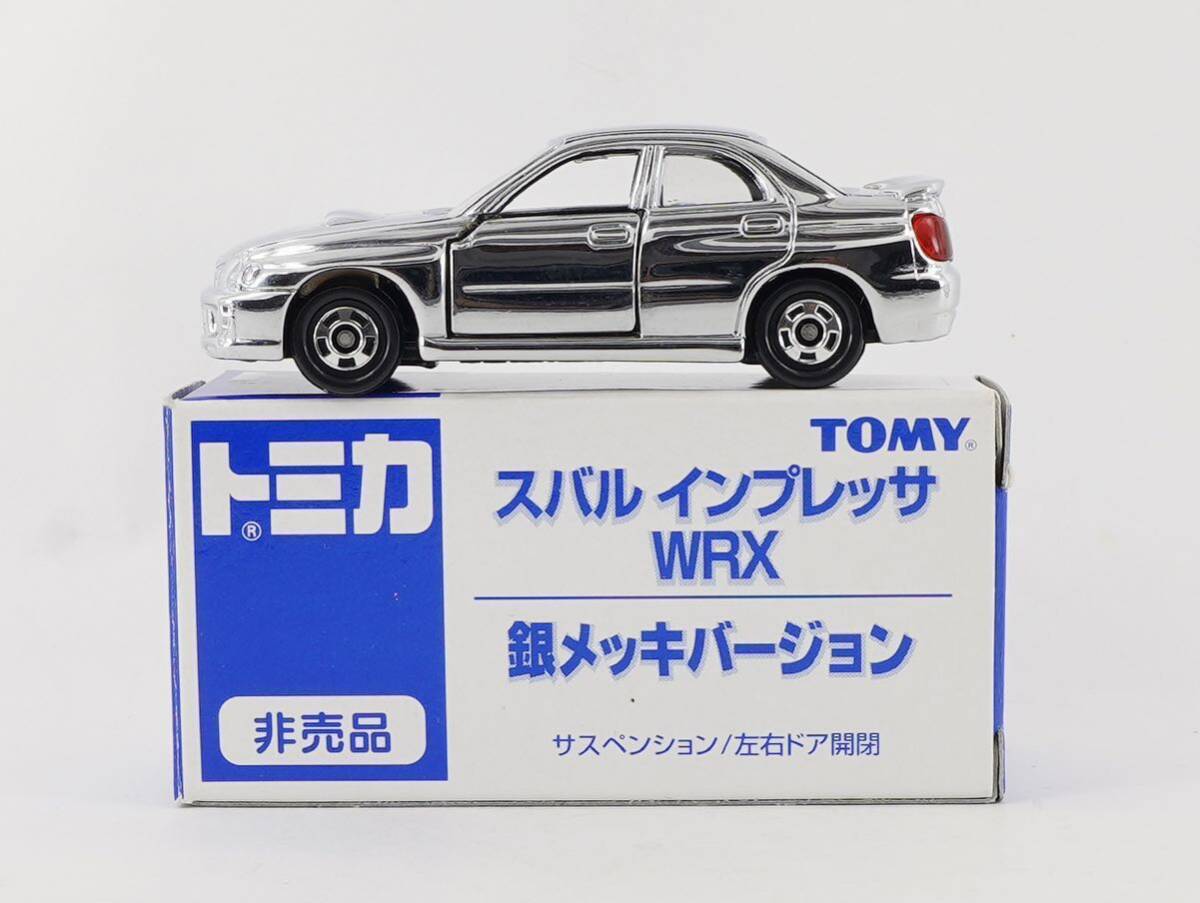 トミカ®
非売品
TOMY®
スバル インプレッサ
WRX
銀メッキバージョン
サスペンション/左右ドア開閉